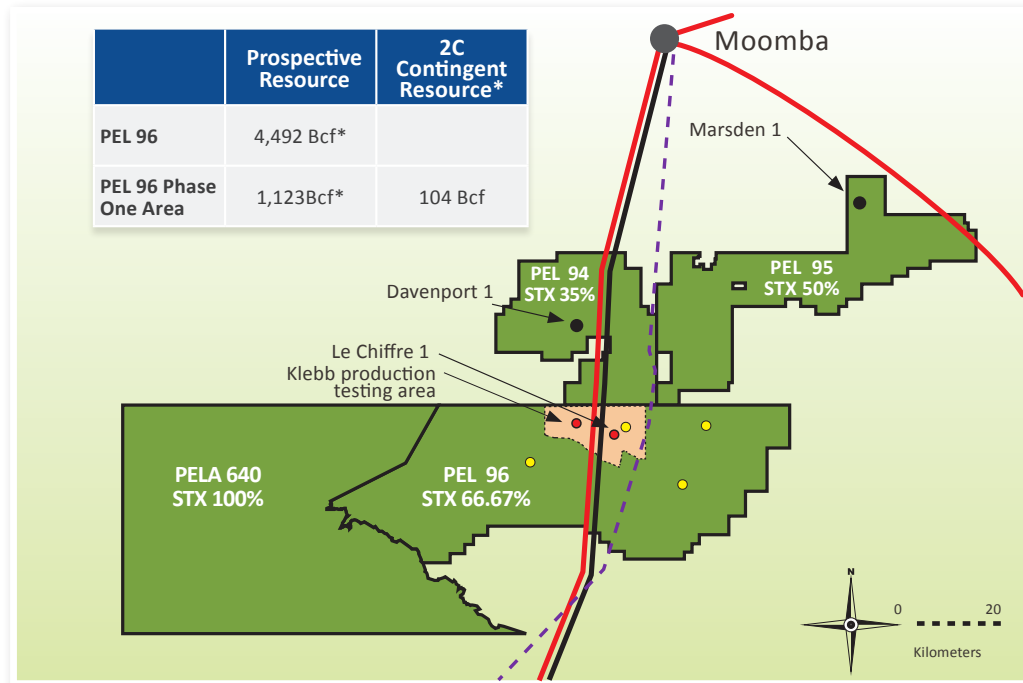 Prospective
Resource
2C
Contingent
Resource*
PEL 96
4,492 Bcf*
PEL 96 Phase
One Area
1,123Bcf*
104 Bcf
Moomba
Marsden 1
PEL 94
STX 35%
PEL 95
STX 50%
Davenport 1
Le Chiffre 1
Klebb production
testing area
PELA 640
STX 100%
PEL 96
STX 66.67%
N
0
20
Kilometers